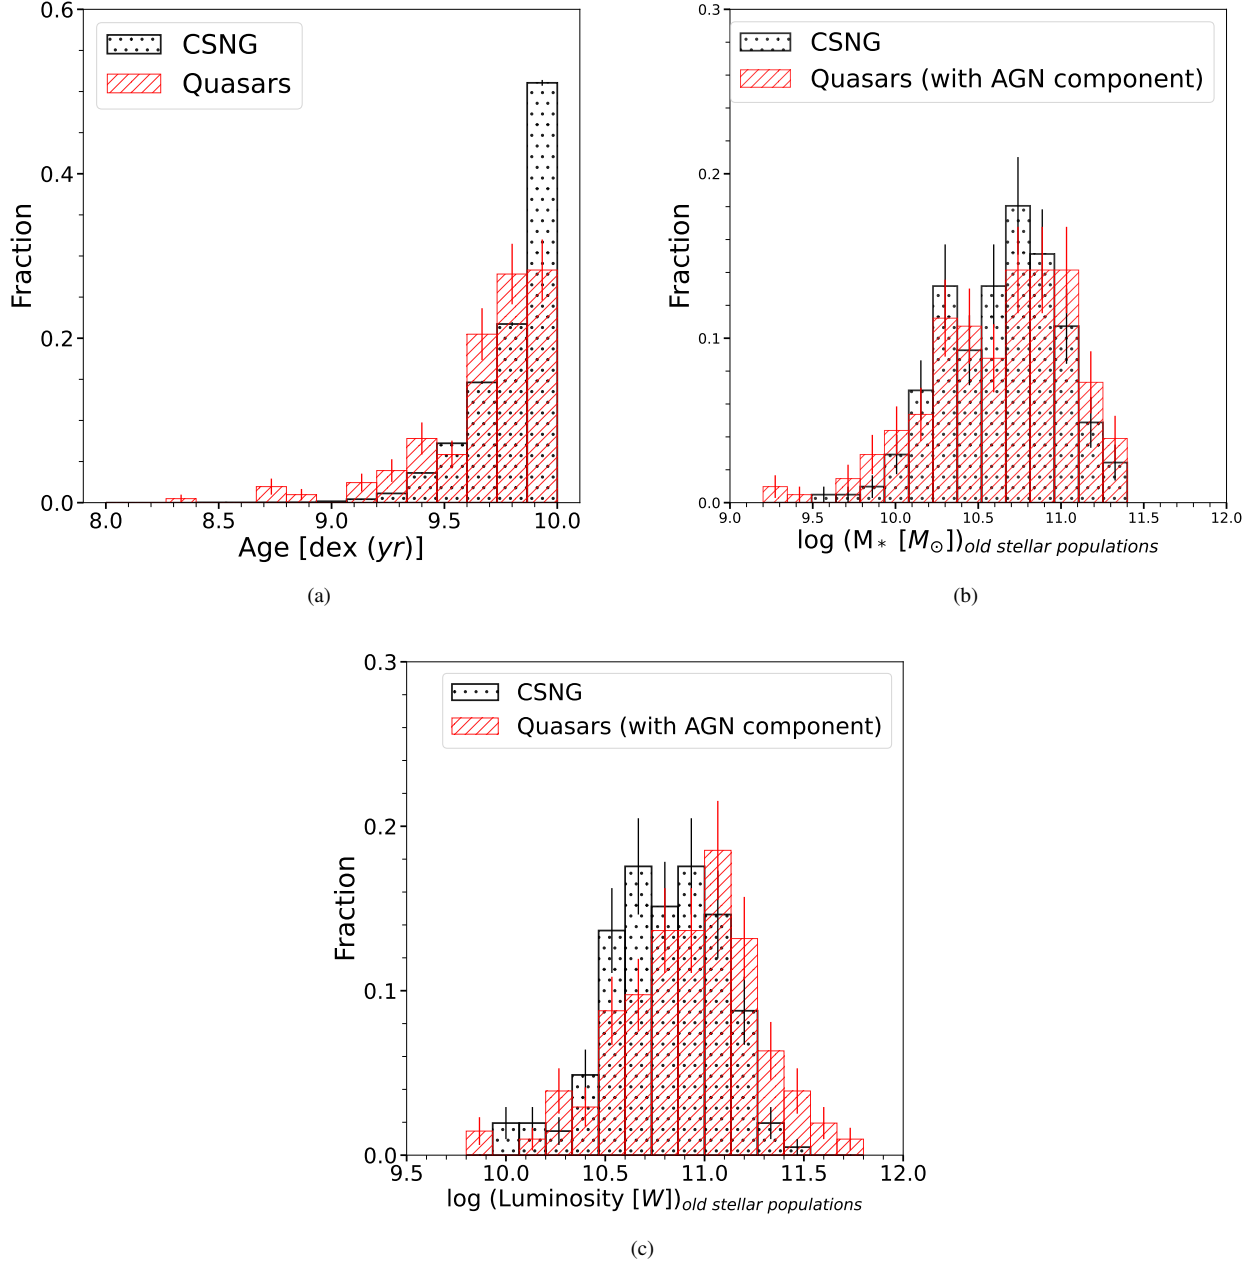 0.6
0.4
0.2
0.0
Fraction
CSNG
Quasars
8.0 8.5 9.0 9.5 10.0
Age [dex (yr)]
(a)
0.3
0.2
0.1
0.0
Fraction
CSNG
Quasars (with AGN component)
9.0 9.5 10.0 10.5 11.0 11.5 12.0
log (M* [M⊙])old stellar populations
(b)
0.3
0.2
0.1
0.0
Fraction
CSNG
Quasars (with AGN component)
9.5 10.0 10.5 11.0 11.5 12.0
log (Luminosity [W])old stellar populations
(c)